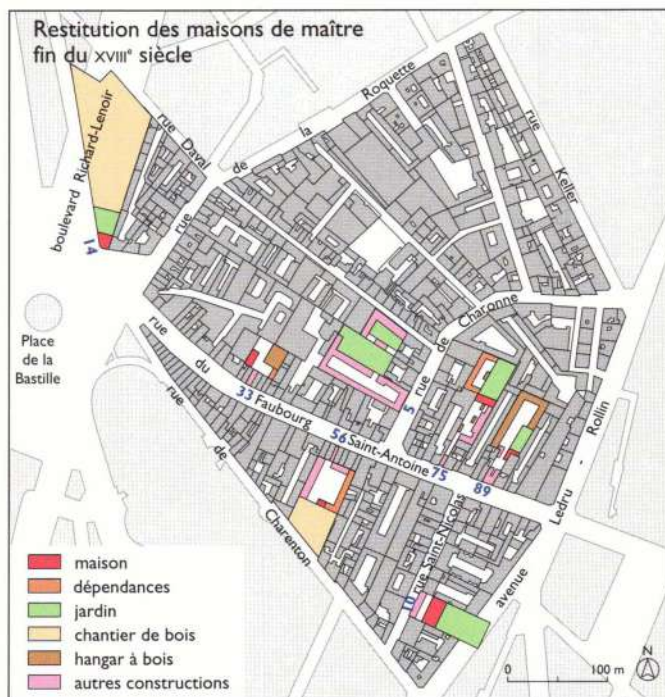 Restitution des maisons de maître
fin du XVIIIe siècle
boulevard Richard-Lenoir
rue Daval
rue de la Roquette
rue Keller
14
Place
de la
Bastille
rue de Charonne
rue du Faubourg Saint-Antoine
33
56
5
75
89
rue de Charenton
rue Saint-Nicolas
10
avenue Ledru - Rollin
maison
dépendances
jardin
chantier de bois
hangar à bois
autres constructions
N
0 100 m